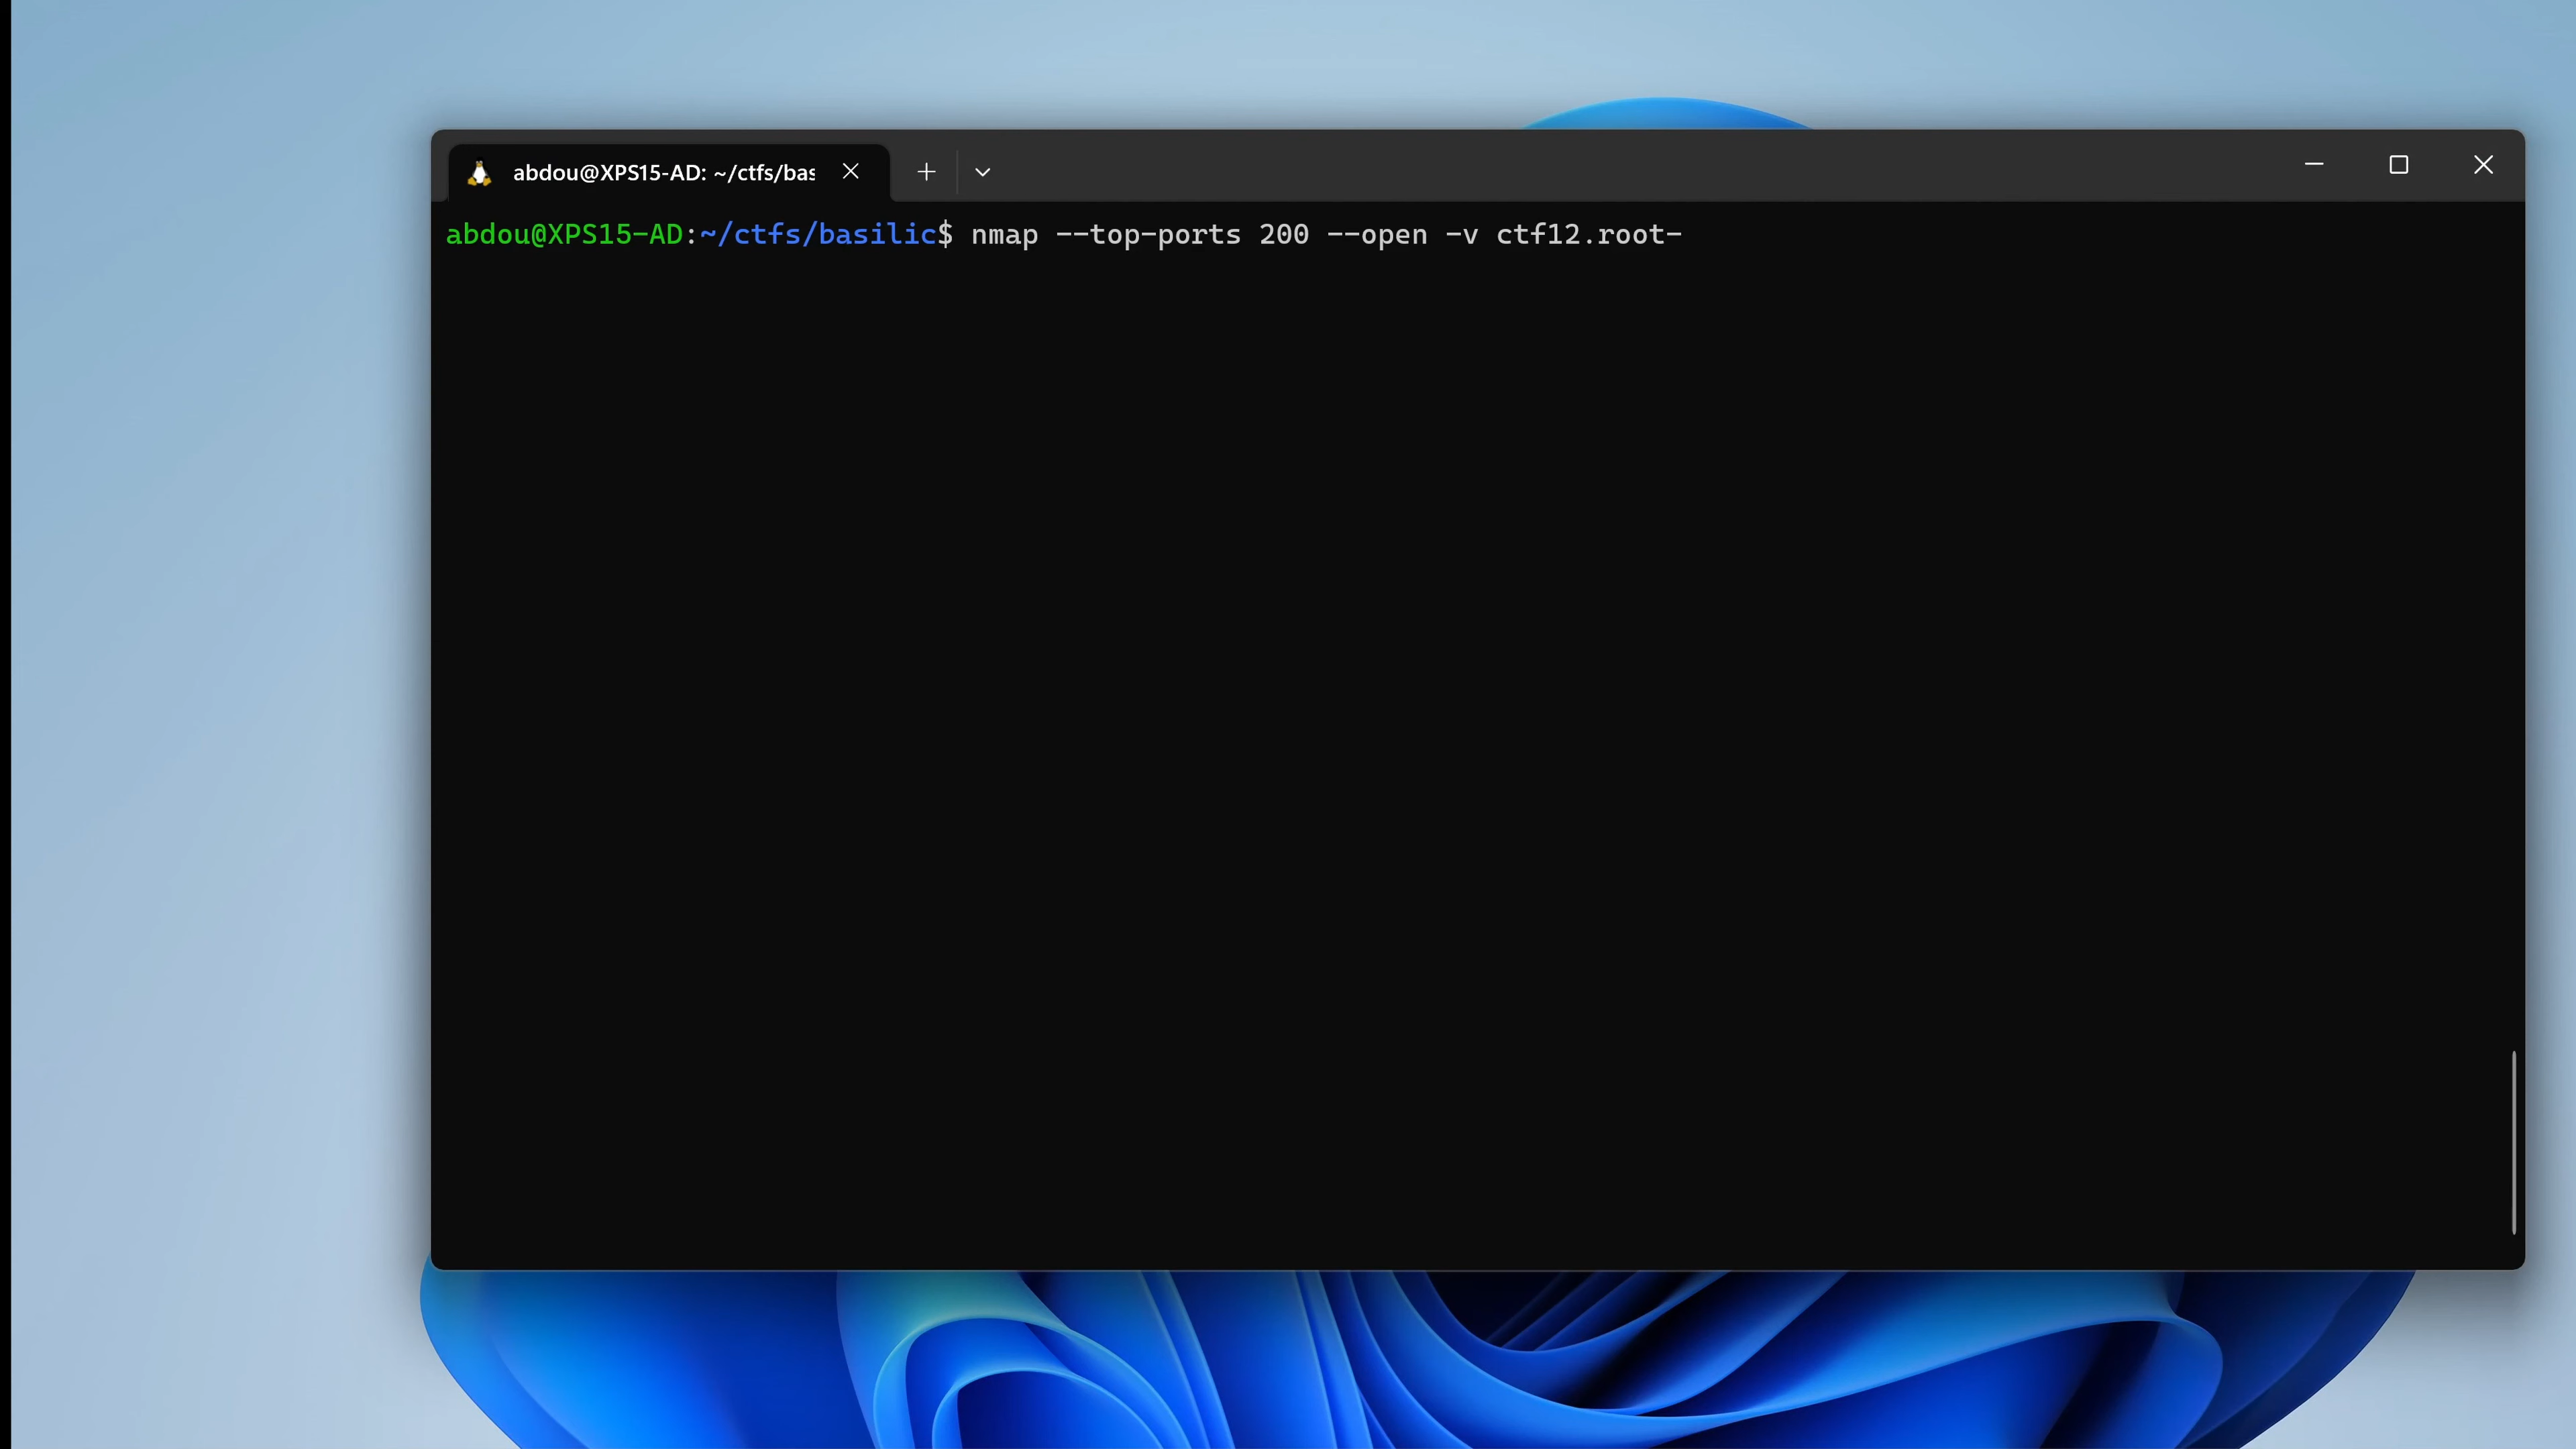 abdou@XPS15-AD: ~/ctfs/bas
abdou@XPS15-AD:~/ctfs/basilic$ nmap --top-ports 200 --open -v ctf12.root-